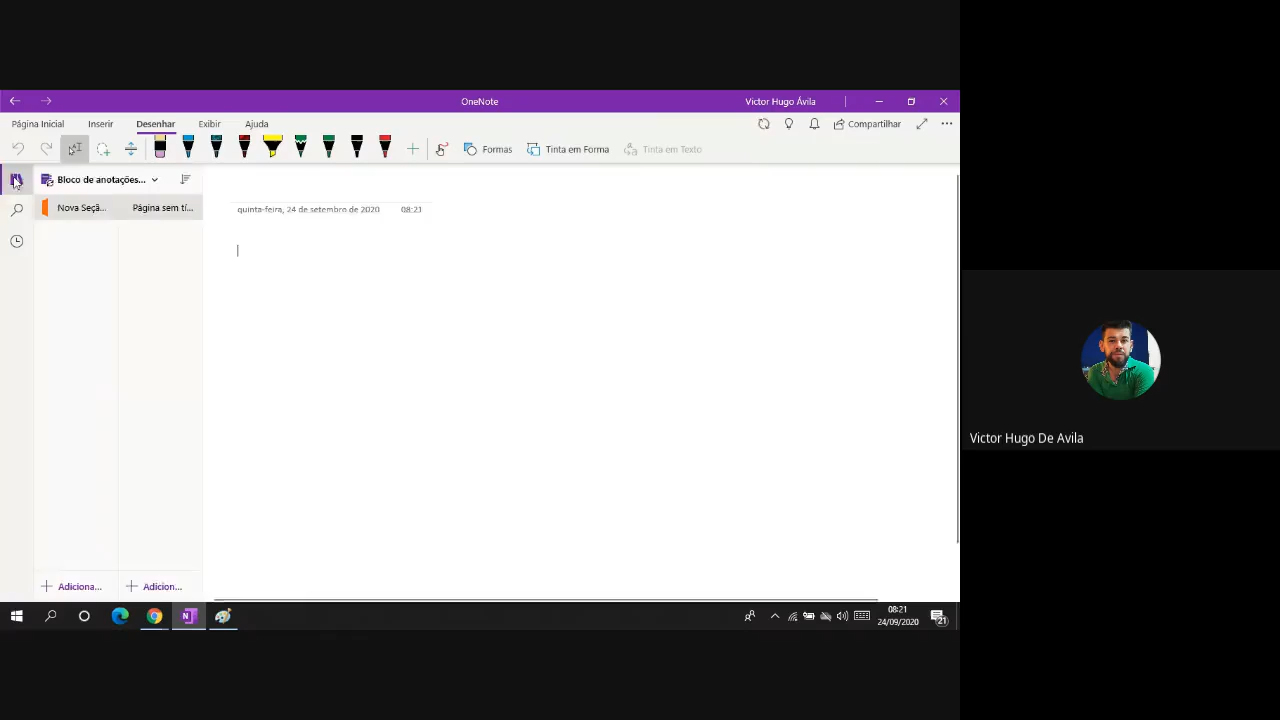 OneNote
Victor Hugo Ávila
Página Inicial
Inserir
Desenhar
Exibir
Ajuda
Compartilhar
Formas
Tinta em Forma
Tinta em Texto
Bloco de anotações...
Nova Seçã...
Página sem tí...
quinta-feira, 24 de setembro de 2020
08:21
Victor Hugo De Avila
Adiciona...
Adicion...
08:21
24/09/2020
21